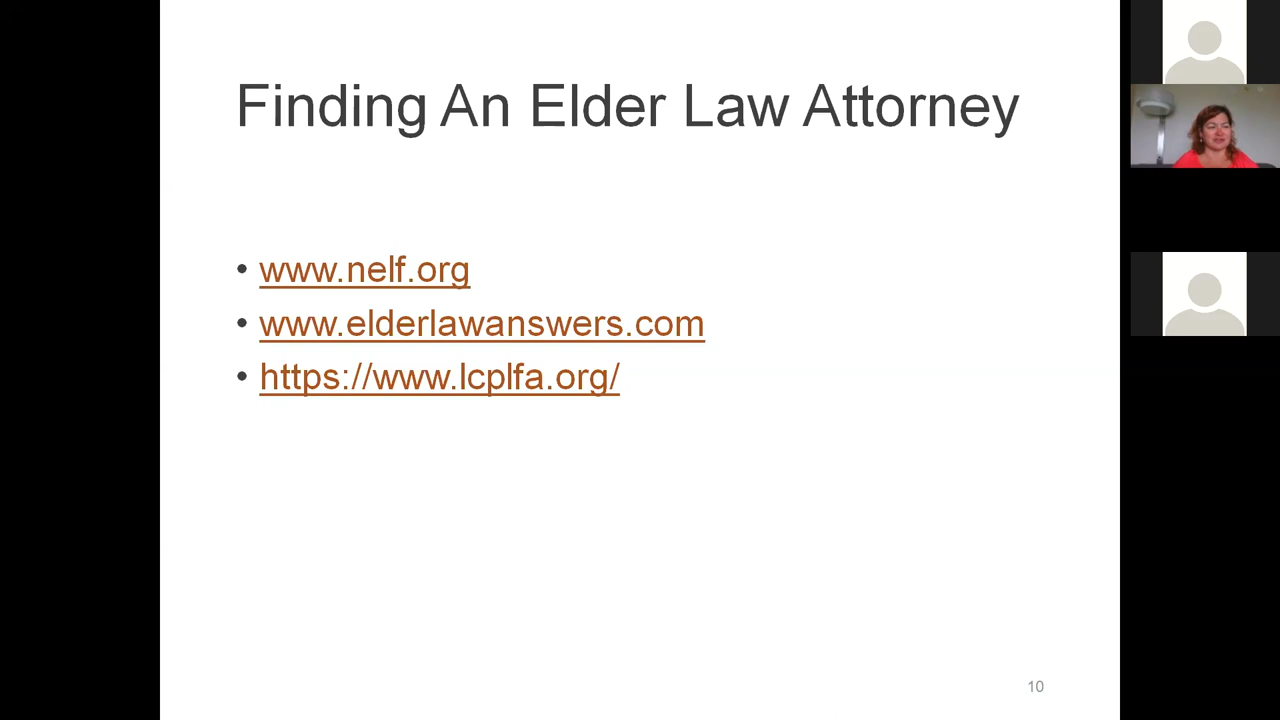 Finding An Elder Law Attorney
• www.nelf.org
• www.elderlawanswers.com
• https://www.lcplfa.org/
10